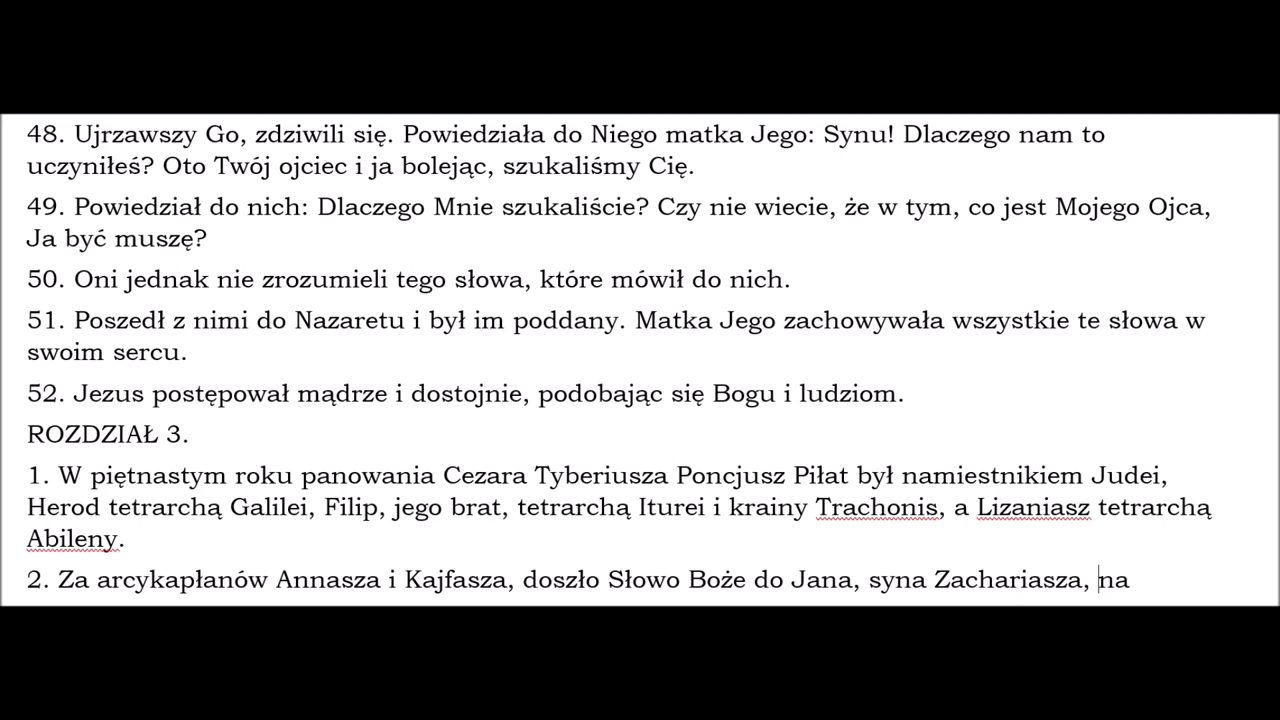 48. Ujrzawszy Go, zdziwili się. Powiedziała do Niego matka Jego: Synu! Dlaczego nam to
uczyniłeś? Oto Twój ojciec i ja bolejąc, szukaliśmy Cię.
49. Powiedział do nich: Dlaczego Mnie szukaliście? Czy nie wiecie, że w tym, co jest Mojego Ojca,
Ja być muszę?
50. Oni jednak nie zrozumieli tego słowa, które mówił do nich.
51. Poszedł z nimi do Nazaretu i był im poddany. Matka Jego zachowywała wszystkie te słowa w
swoim sercu.
52. Jezus postępował mądrze i dostojnie, podobając się Bogu i ludziom.
ROZDZIAŁ 3.
1. W piętnastym roku panowania Cezara Tyberiusza Poncjusz Piłat był namiestnikiem Judei,
Herod tetrarchą Galilei, Filip, jego brat, tetrarchą Iturei i krainy Trachonis, a Lizaniasz tetrarchą
Abileny.
2. Za arcykapłanów Annasza i Kajfasza, doszło Słowo Boże do Jana, syna Zachariasza, na